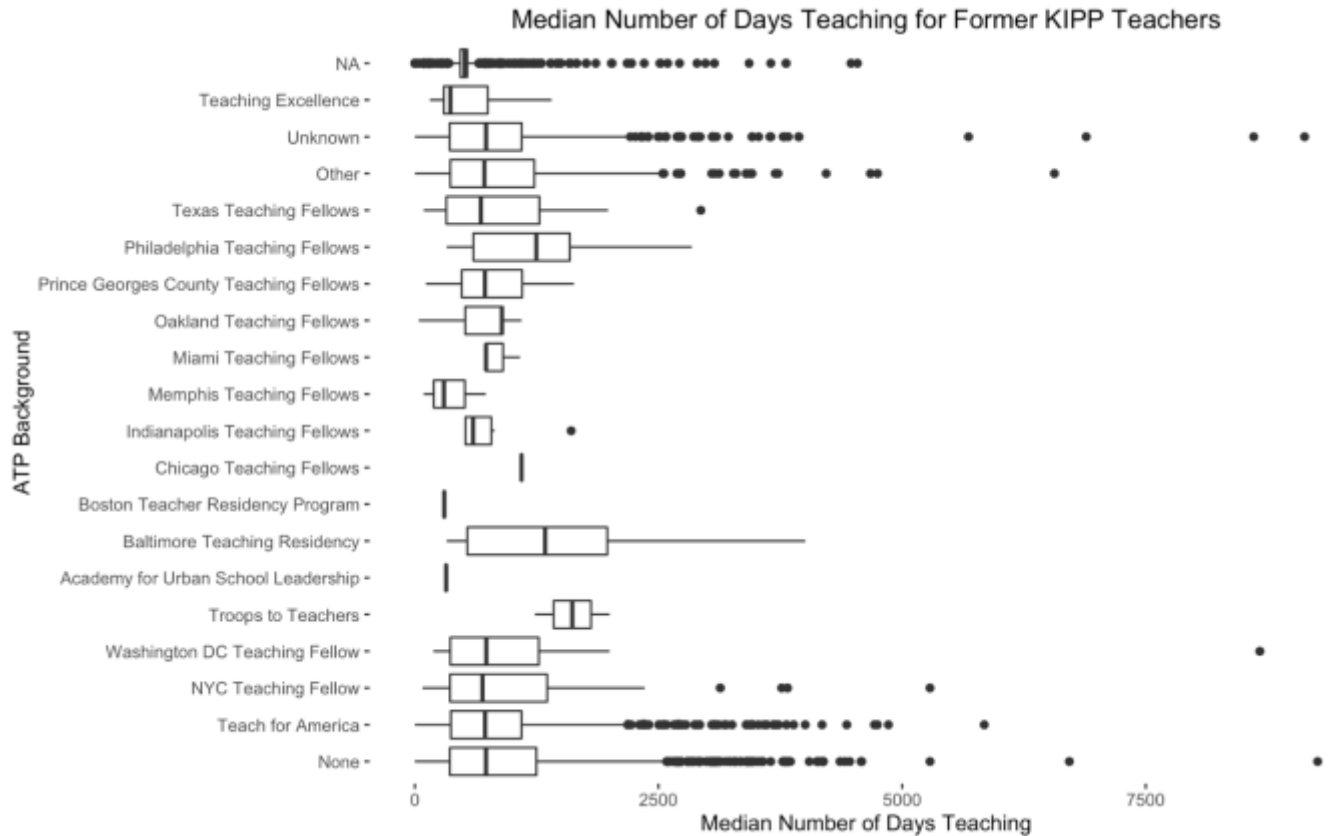 Median Number of Days Teaching for Former KIPP Teachers
NA
Teaching Excellence
Unknown
Other
Texas Teaching Fellows
Philadelphia Teaching Fellows
Prince Georges County Teaching Fellows
Oakland Teaching Fellows
Miami Teaching Fellows
Memphis Teaching Fellows
Indianapolis Teaching Fellows
Chicago Teaching Fellows
Boston Teacher Residency Program
Baltimore Teaching Residency
Academy for Urban School Leadership
Troops to Teachers
Washington DC Teaching Fellow
NYC Teaching Fellow
Teach for America
None
ATP Background
0 2500 5000 7500
Median Number of Days Teaching